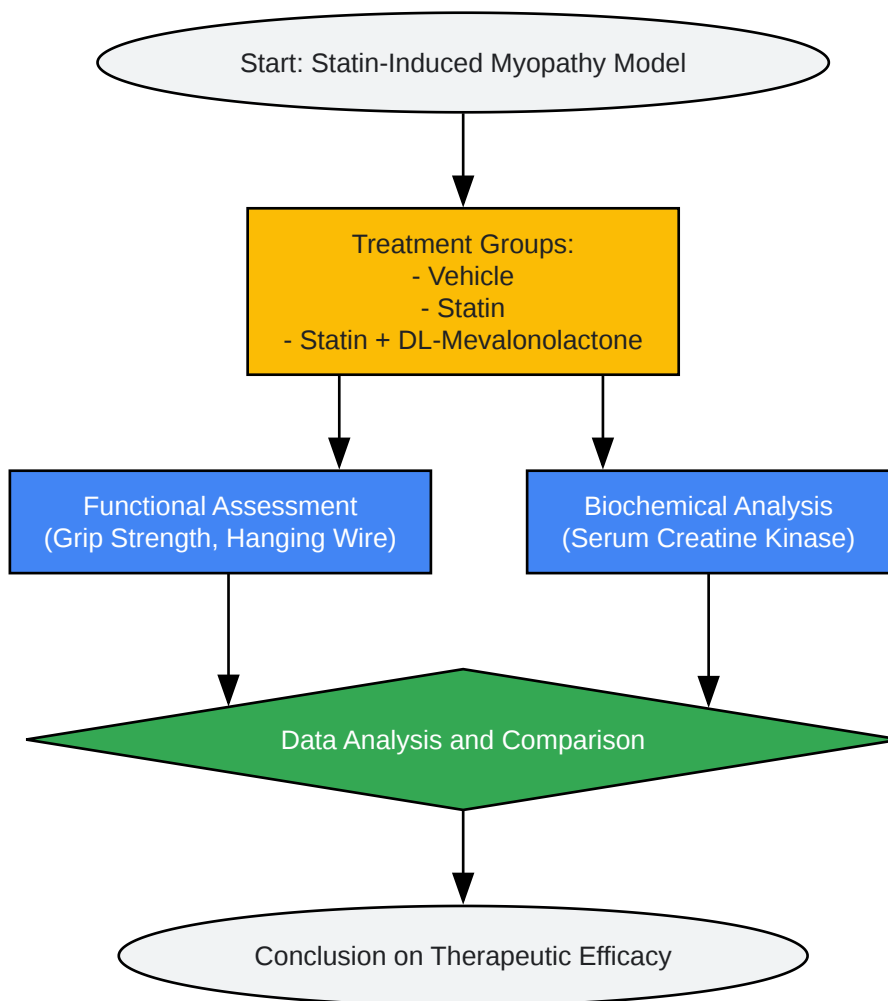 Start: Statin-Induced Myopathy Model
Treatment Groups:
- Vehicle
- Statin
- Statin + DL-Mevalonolactone
Functional Assessment
(Grip Strength, Hanging Wire)
Biochemical Analysis
(Serum Creatine Kinase)
Data Analysis and Comparison
Conclusion on Therapeutic Efficacy